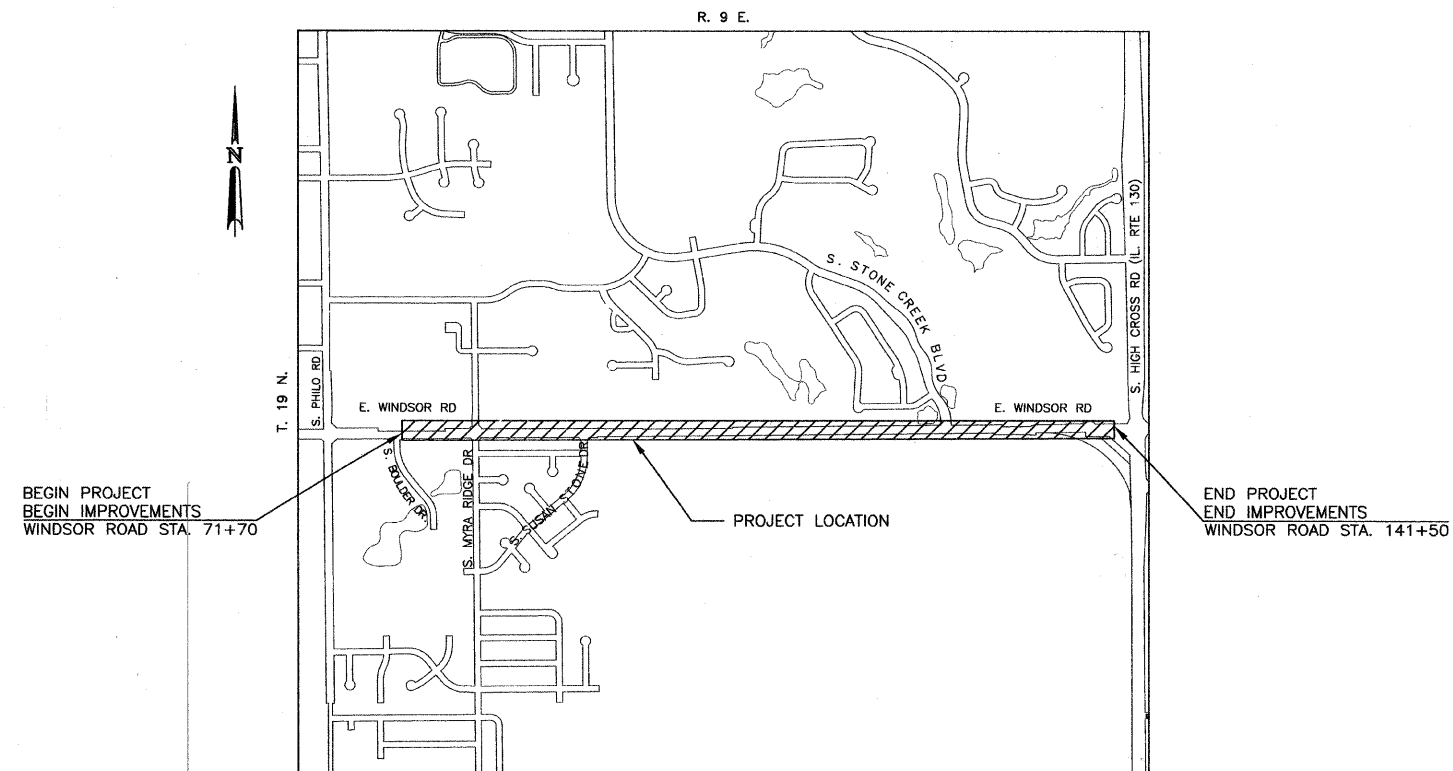 R. 9 E.
N
T. 19 N.
S. PHILO RD
S. HIGH CROSS RD (IL. RTE 130)
S. STONE CREEK BLVD
E. WINDSOR RD
E. WINDSOR RD
S. BOULDER DR
S. MYRA RIDGE DR
S. SUSAN STONE DR
BEGIN PROJECT
BEGIN IMPROVEMENTS
WINDSOR ROAD STA. 71+70
PROJECT LOCATION
END PROJECT
END IMPROVEMENTS
WINDSOR ROAD STA. 141+50